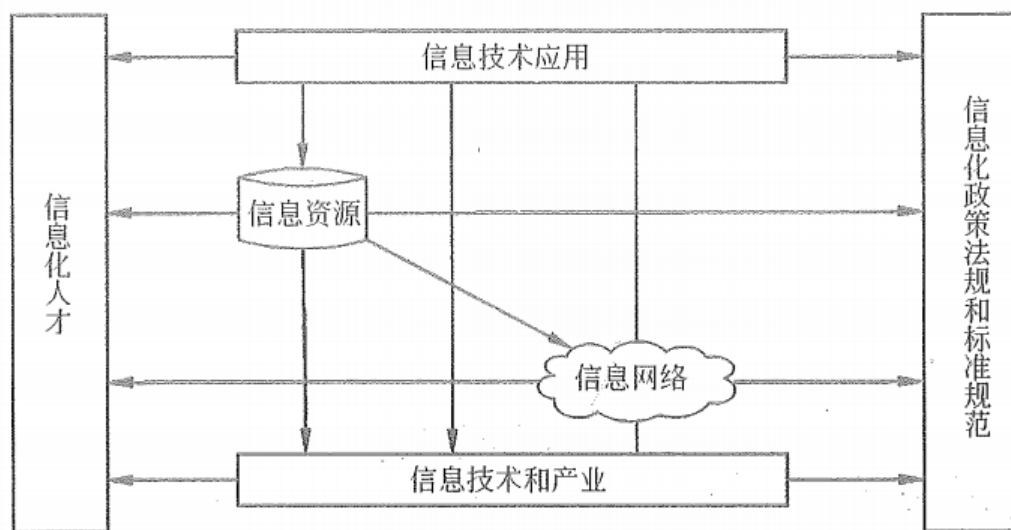 信息技术应用
信息化人才
信息资源
信息化政策法规和标准规范
信息网络
信息技术和产业